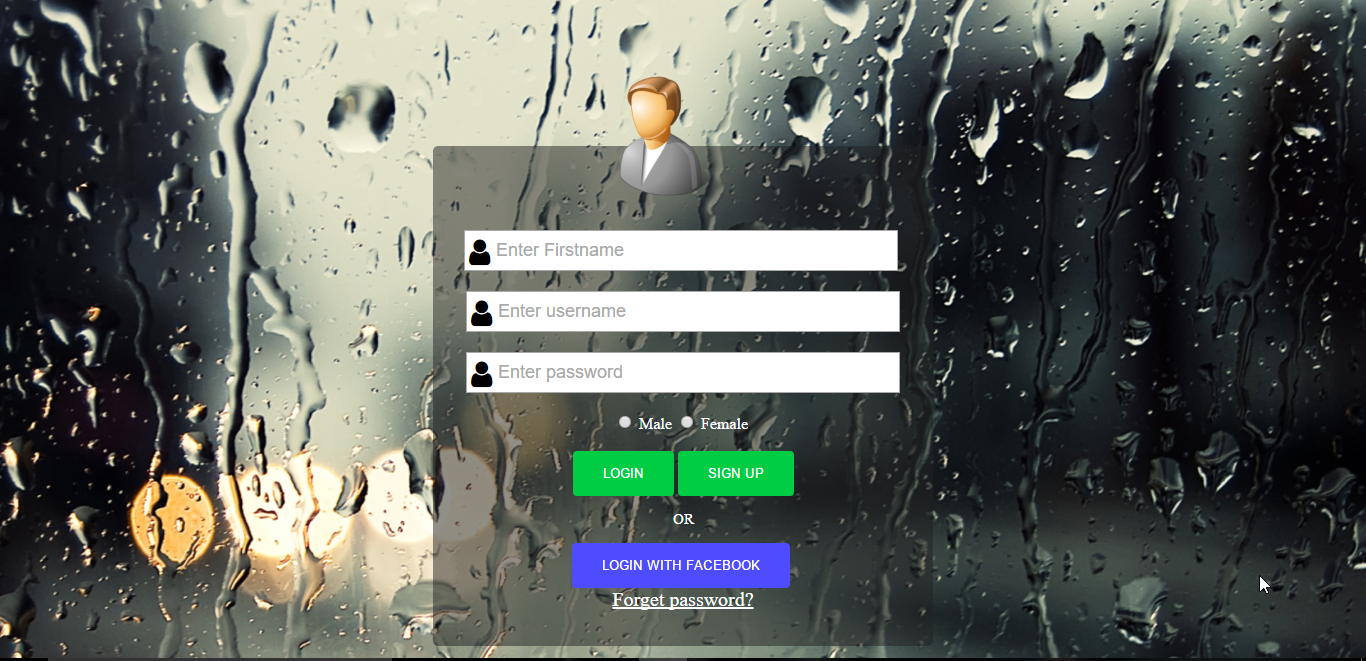 Enter Firstname
Enter username
Enter password
Male Female
LOGIN SIGN UP
OR
LOGIN WITH FACEBOOK
Forget password?